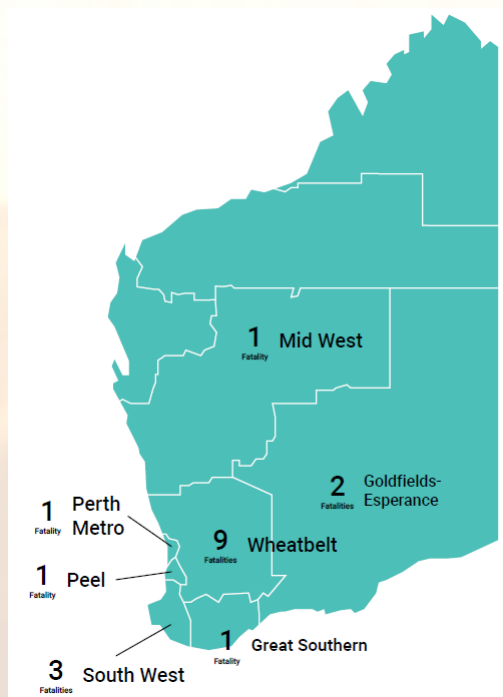 1 Mid West
Fatality
2 Goldfields-
Esperance
Fatalities
1 Perth
Metro
Fatality
9 Wheatbelt
Fatalities
1 Peel
Fatality
1 Great Southern
Fatality
3 South West
Fatalities